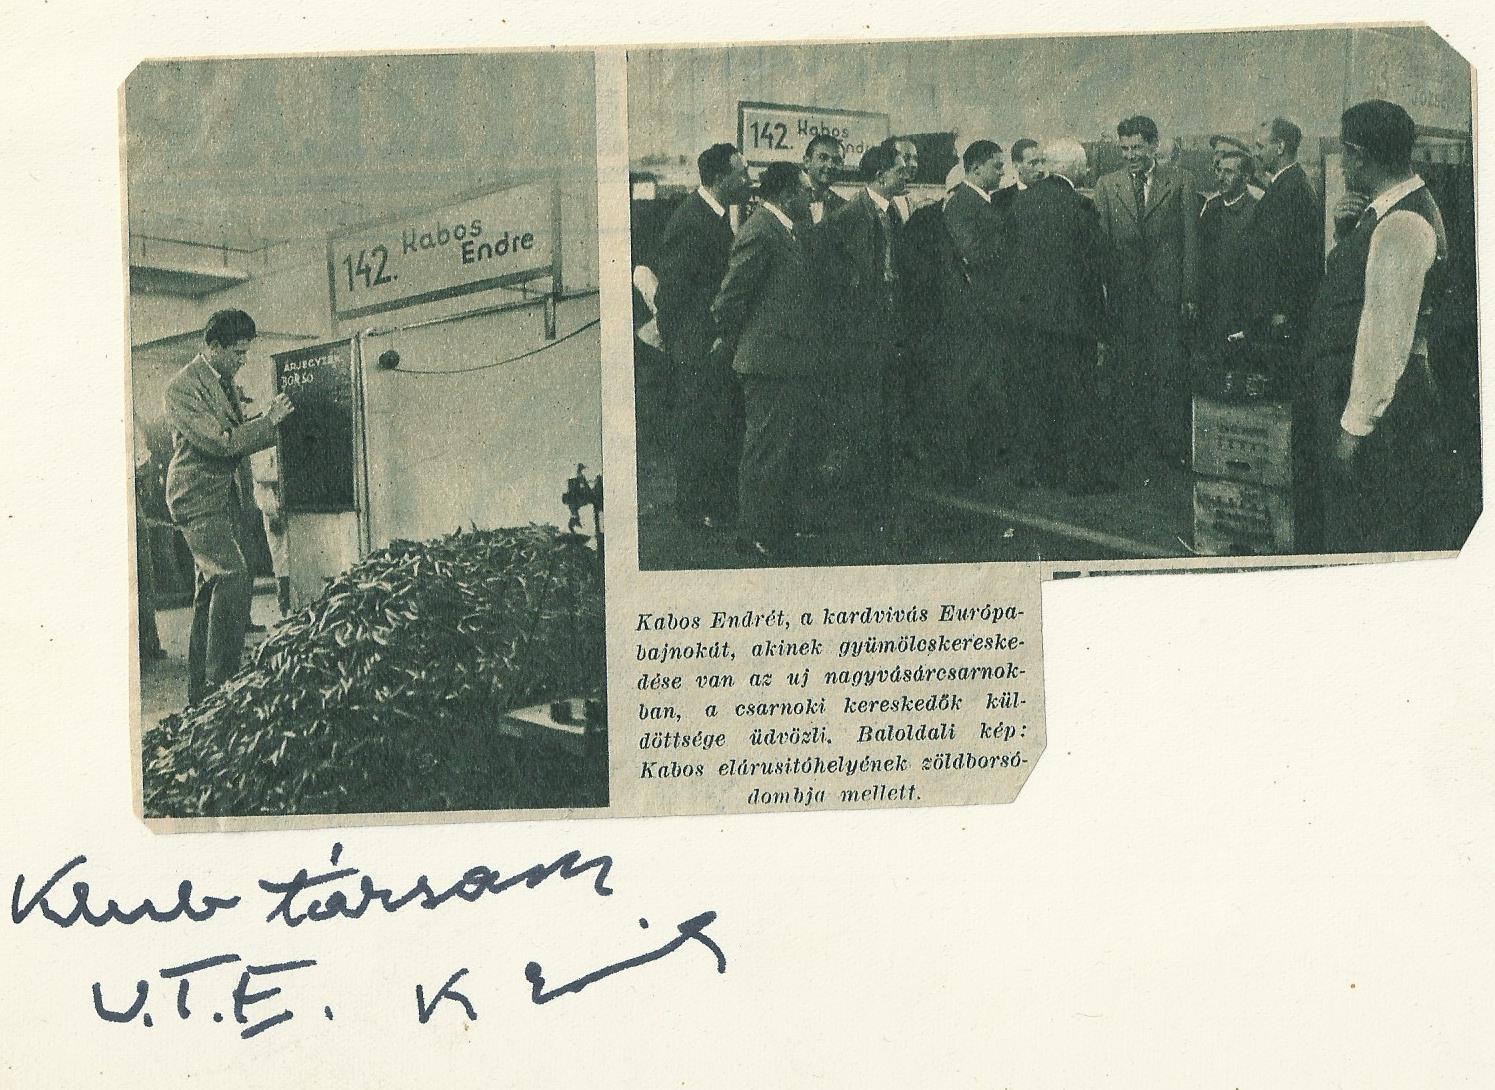 142. Kabos
Endre
ÁRJEGYZÉK
BORSÓ
142. Kabos
Endre
Kabos Endrét, a kardvivás Európa-
bajnokát, akinek gyümölcskereske-
dése van az uj nagyvásárcsarnok-
ban, a csarnoki kereskedők kül-
döttsége üdvözli. Baloldali kép:
Kabos elárusitóhelyének zöldborsó-
dombja mellett.
Klub társam
U.T.E. K